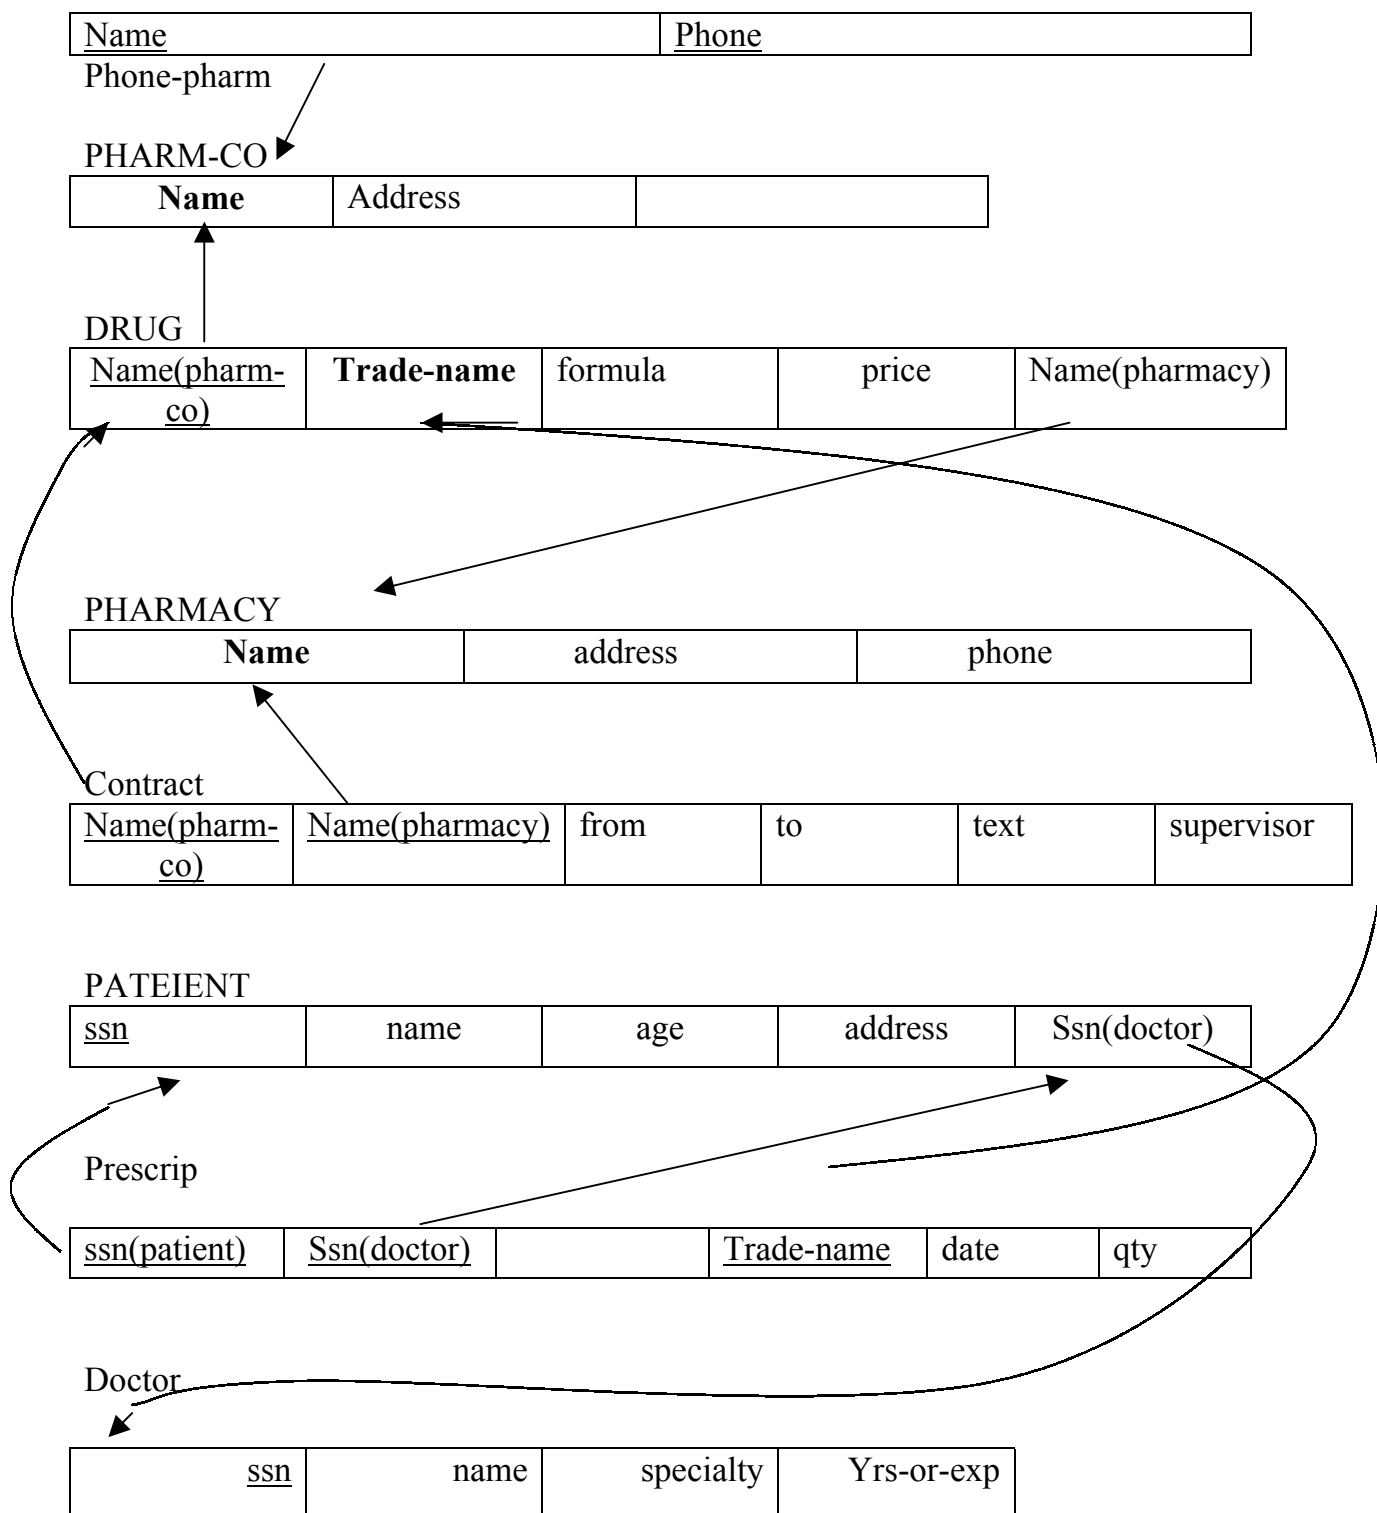 Name Phone
Phone-pharm
PHARM-CO
Name Address
DRUG
Name(pharm- Trade-name formula price Name(pharmacy)
co)
PHARMACY
Name address phone
Contract
Name(pharm- Name(pharmacy) from to text supervisor
co)
PATEIENT
ssn name age address Ssn(doctor)
Prescrip
ssn(patient) Ssn(doctor) Trade-name date qty
Doctor
ssn name specialty Yrs-or-exp